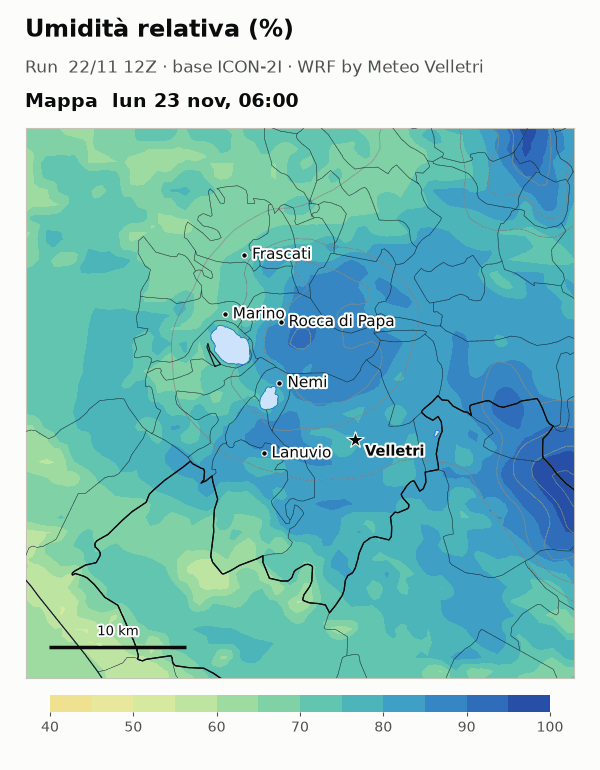 Umidità relativa (%)
Run  22/11 12Z · base ICON-2I · WRF by Meteo Velletri
Mappa  lun 23 nov, 06:00
Frascati
Marino
Rocca di Papa
Nemi
Velletri
Lanuvio
10 km
40 50 60 70 80 90 100